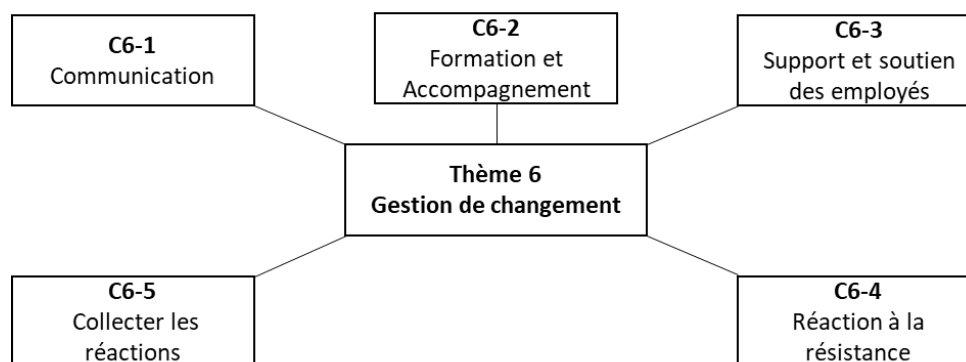 C6-1
Communication
C6-2
Formation et
Accompagnement
C6-3
Support et soutien
des employés
Thème 6
Gestion de changement
C6-5
Collecter les
réactions
C6-4
Réaction à la
résistance